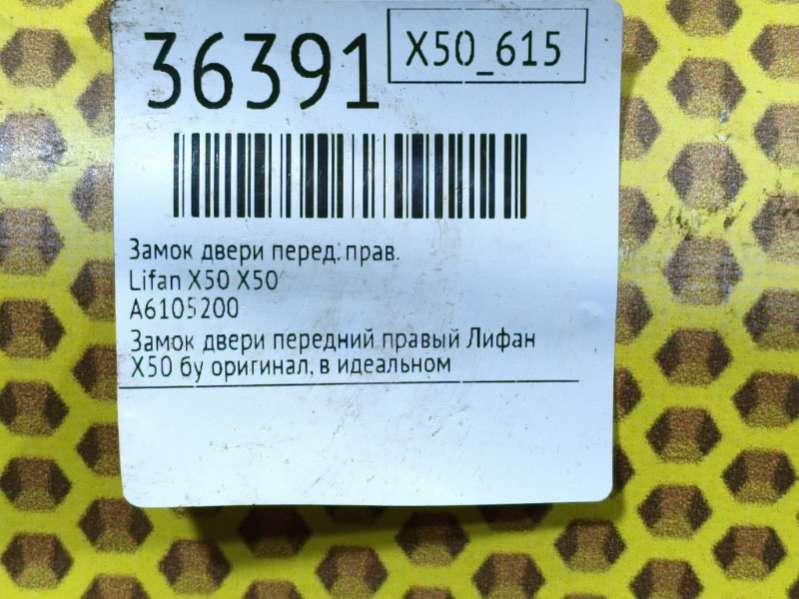 36391
X50_615
Замок двери перед. прав.
Lifan X50 X50
A6105200
Замок двери передний правый Лифан
X50 бу оригинал, в идеальном